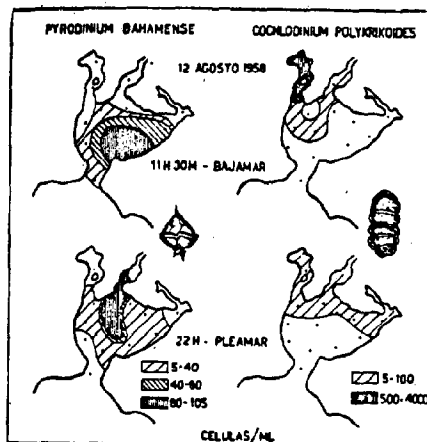 PYRODINIUM BAHAMENSE
COCHLODINIUM POLYKRIKOIDES
12 AGOSTO 1958
11H 30M - BAJAMAR
22H - PLEAMAR
5-40
40-80
80-105
5-100
500-4000
CELULAS/ML